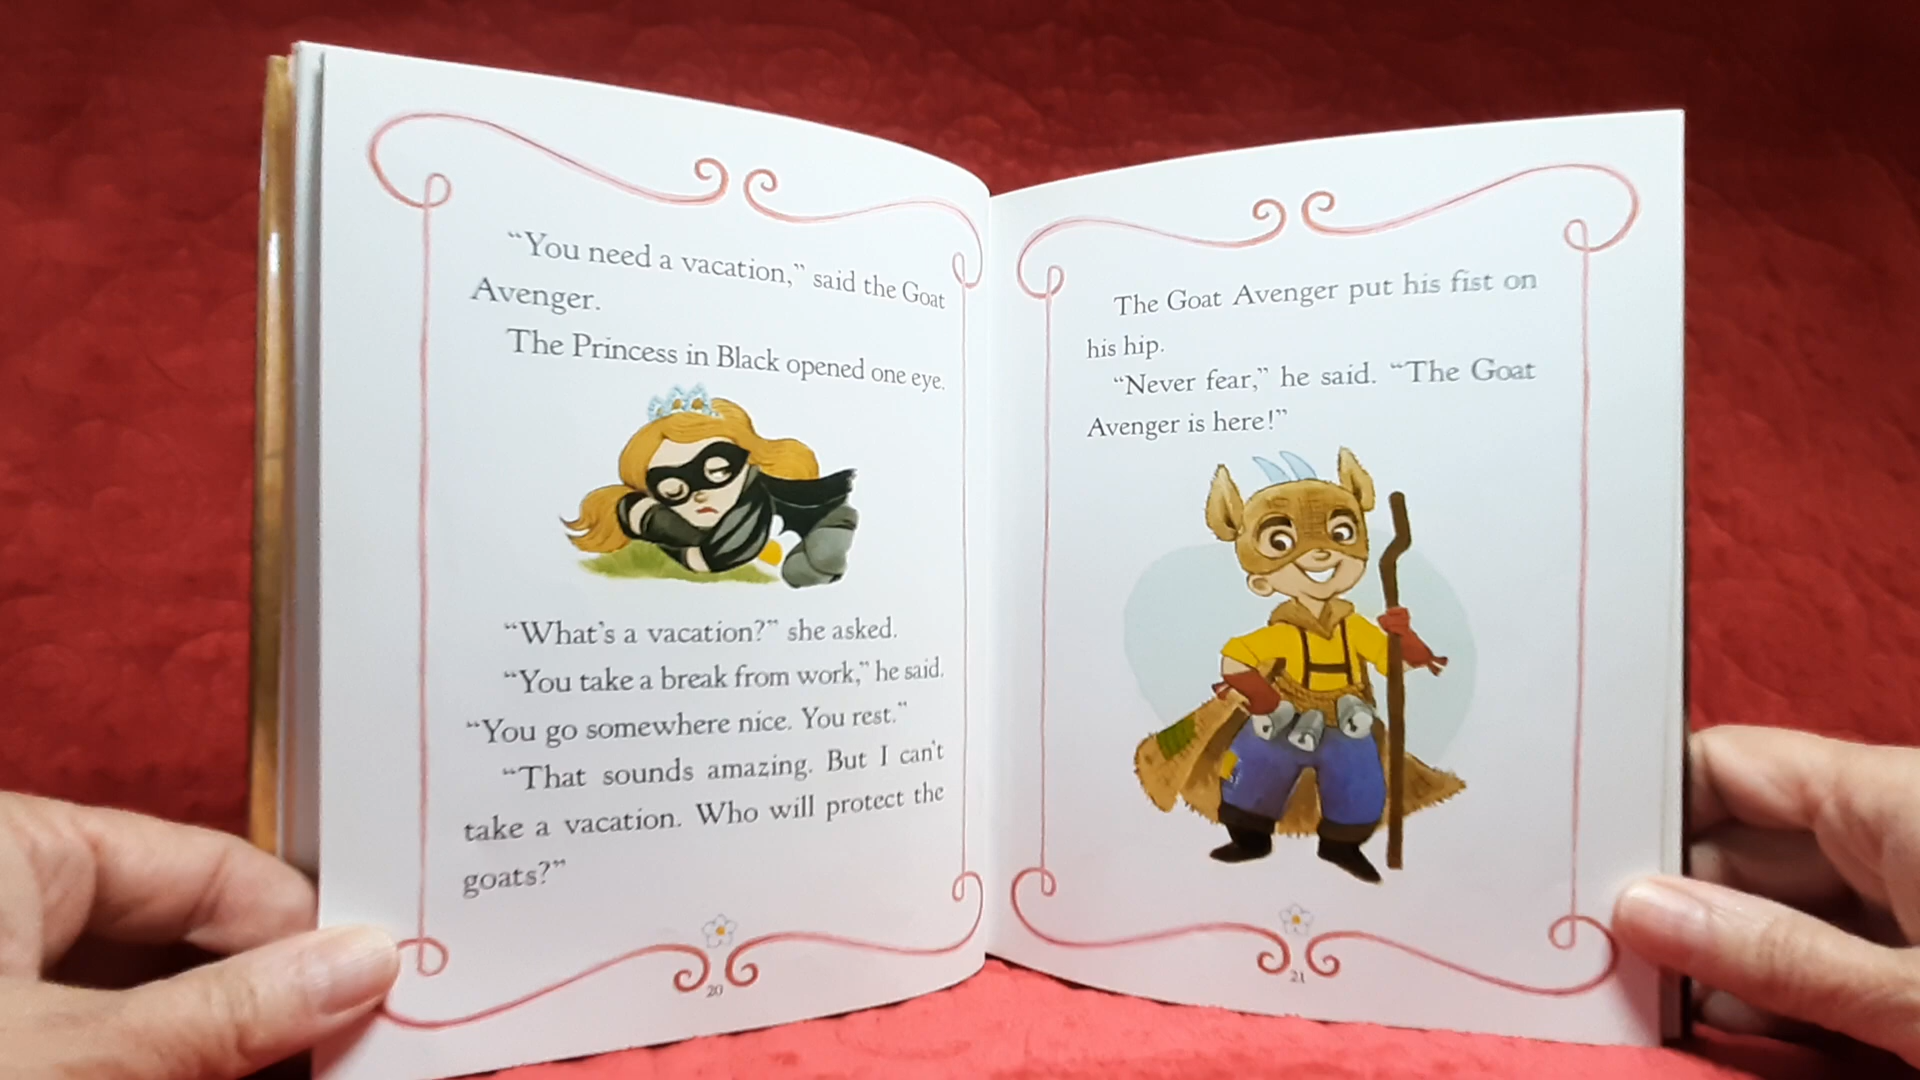 “You need a vacation,” said the Goat
Avenger.
The Princess in Black opened one eye.
“What’s a vacation?” she asked.
“You take a break from work,” he said.
“You go somewhere nice. You rest.”
“That sounds amazing. But I can’t
take a vacation. Who will protect the
goats?”
20
The Goat Avenger put his fist on
his hip.
“Never fear,” he said. “The Goat
Avenger is here!”
21